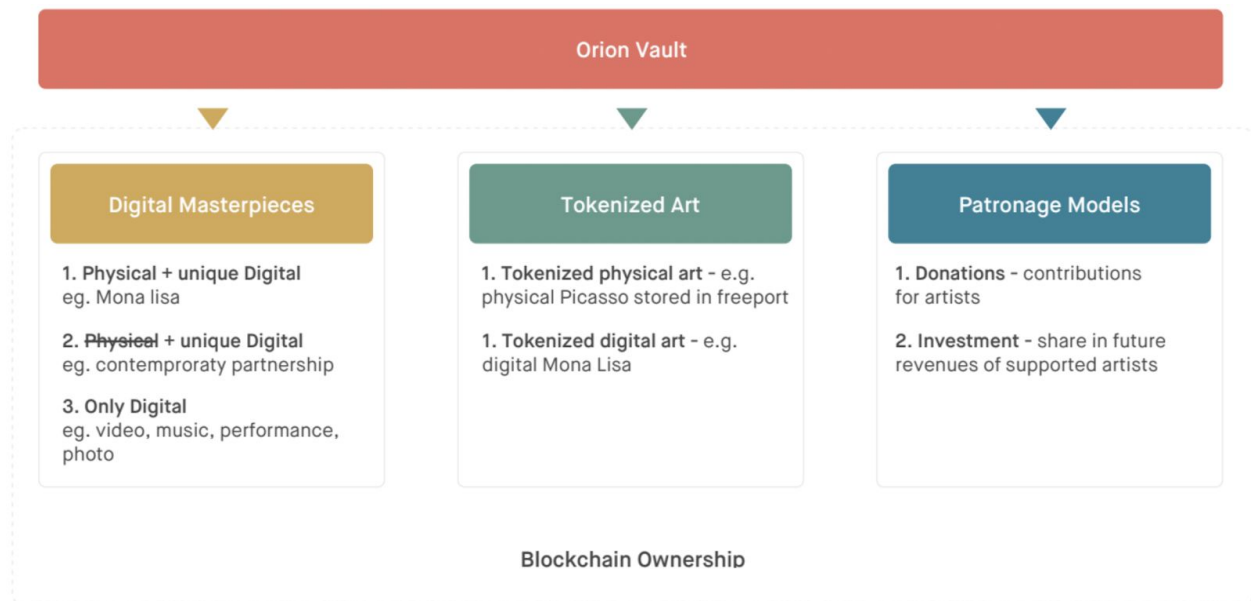 Orion Vault
Digital Masterpieces
1. Physical + unique Digital
eg. Mona lisa
2. Physical + unique Digital
eg. contemproraty partnership
3. Only Digital
eg. video, music, performance,
photo
Tokenized Art
1. Tokenized physical art - e.g.
physical Picasso stored in freeport
1. Tokenized digital art - e.g.
digital Mona Lisa
Patronage Models
1. Donations - contributions
for artists
2. Investment - share in future
revenues of supported artists
Blockchain Ownership